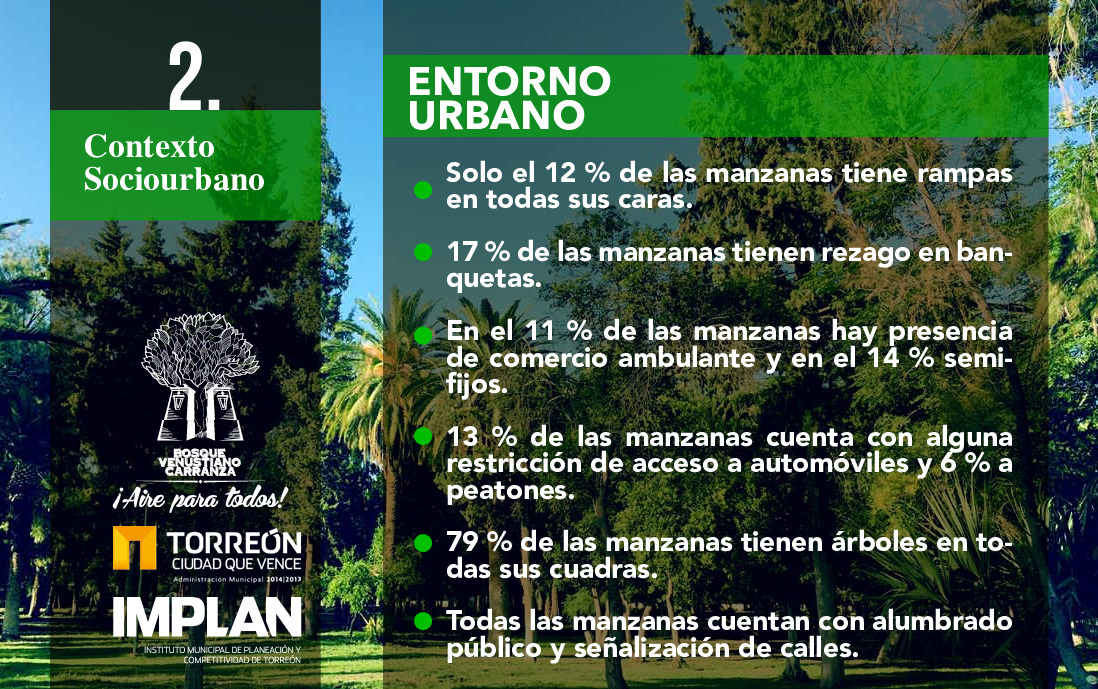 2.
Contexto
Sociourbano
BOSQUE
VENUSTIANO
CARRANZA
¡Aire para todos!
TORREÓN
CIUDAD QUE VENCE
Administración Municipal 2014|2017
IMPLAN
INSTITUTO MUNICIPAL DE PLANEACIÓN Y
COMPETITIVIDAD DE TORREÓN
ENTORNO
URBANO
Solo el 12 % de las manzanas tiene rampas
en todas sus caras.
17 % de las manzanas tienen rezago en ban-
quetas.
En el 11 % de las manzanas hay presencia
de comercio ambulante y en el 14 % semi-
fijos.
13 % de las manzanas cuenta con alguna
restricción de acceso a automóviles y 6 % a
peatones.
79 % de las manzanas tienen árboles en to-
das sus cuadras.
Todas las manzanas cuentan con alumbrado
público y señalización de calles.